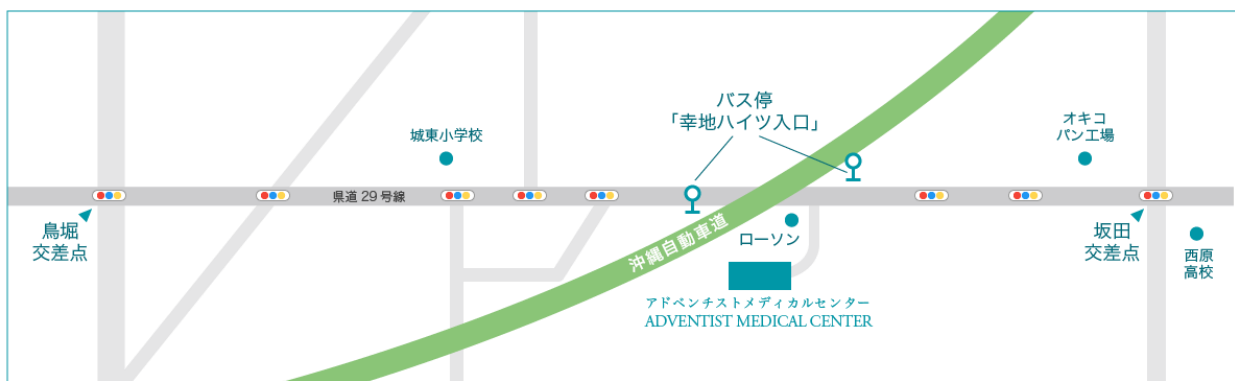 バス停
「幸地ハイツ入口」
オキコ
パン工場
城東小学校
県道 29 号線
鳥堀
交差点
沖縄自動車道
ローソン
坂田
交差点
西原
高校
アドベンチストメディカルセンター
ADVENTIST MEDICAL CENTER